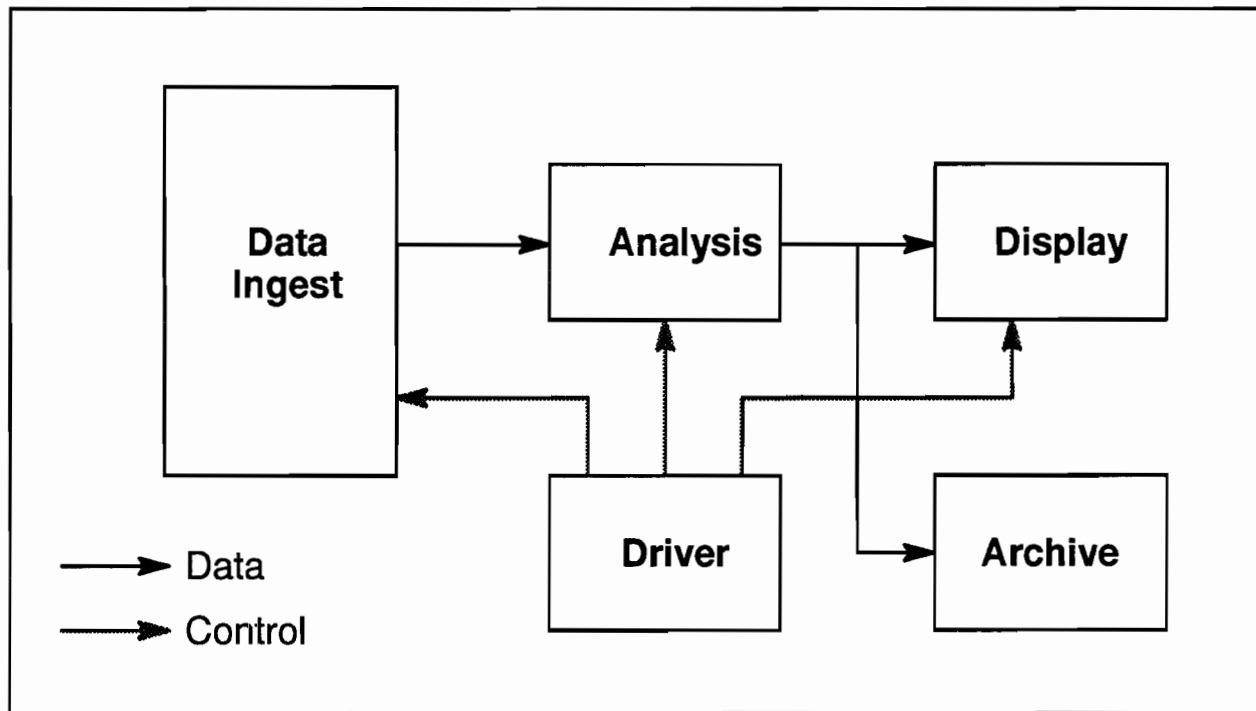 Data
Ingest
Analysis
Display
Driver
Archive
Data
Control